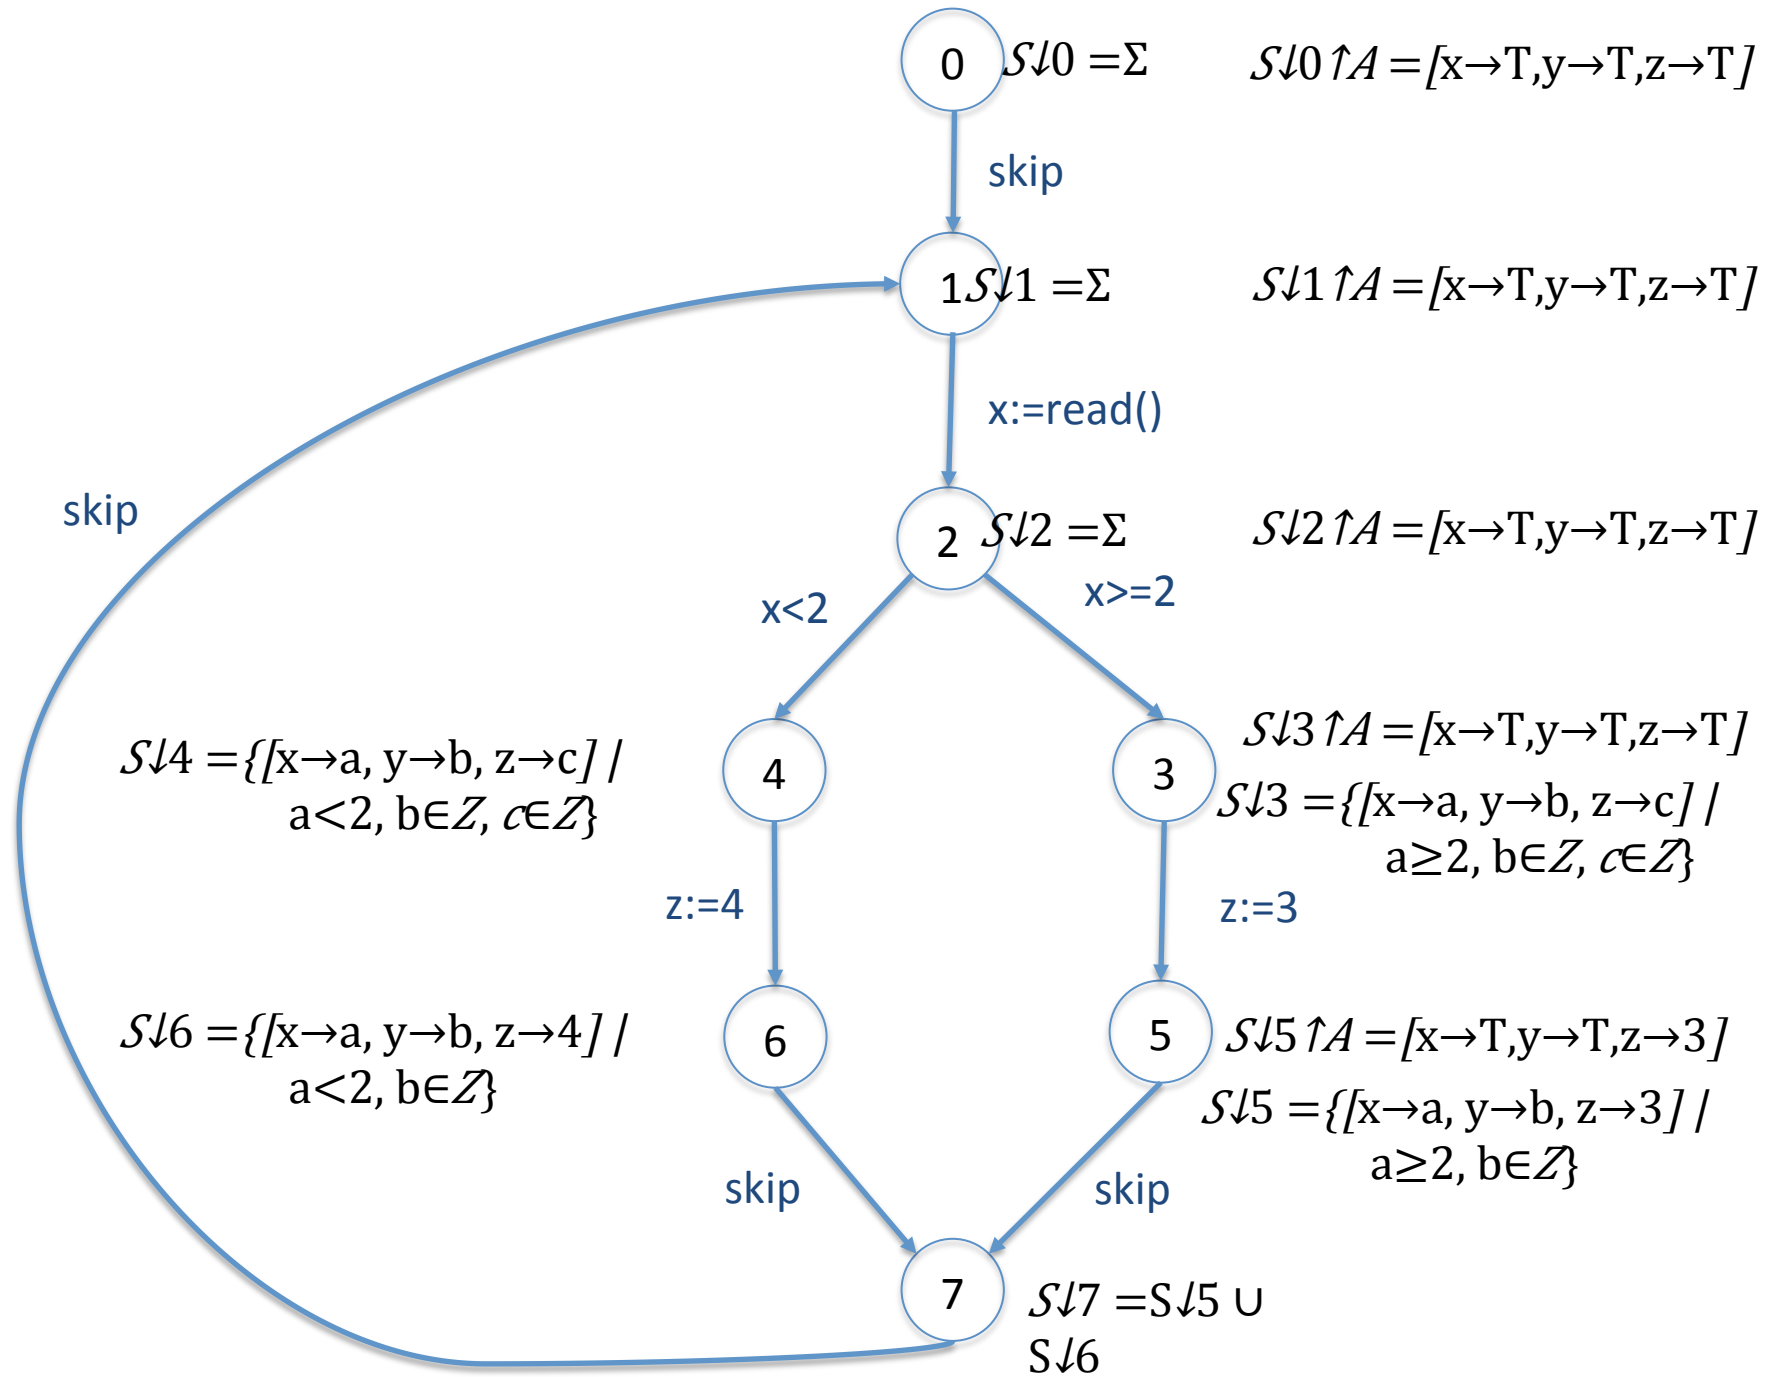 0
S↓0 =Σ
S↓0↑A =[x→T,y→T,z→T]
skip
1
S↓1 =Σ
S↓1↑A =[x→T,y→T,z→T]
x:=read()
skip
2
S↓2 =Σ
S↓2↑A =[x→T,y→T,z→T]
x<2
x>=2
S↓4 ={[x→a, y→b, z→c] |
a<2, b∈Z, c∈Z}
4
3
S↓3↑A =[x→T,y→T,z→T]
S↓3 ={[x→a, y→b, z→c] |
a≥2, b∈Z, c∈Z}
z:=4
z:=3
S↓6 ={[x→a, y→b, z→4] |
a<2, b∈Z}
6
5
S↓5↑A =[x→T,y→T,z→3]
S↓5 ={[x→a, y→b, z→3] |
a≥2, b∈Z}
skip
skip
7
S↓7 =S↓5 ∪
S↓6